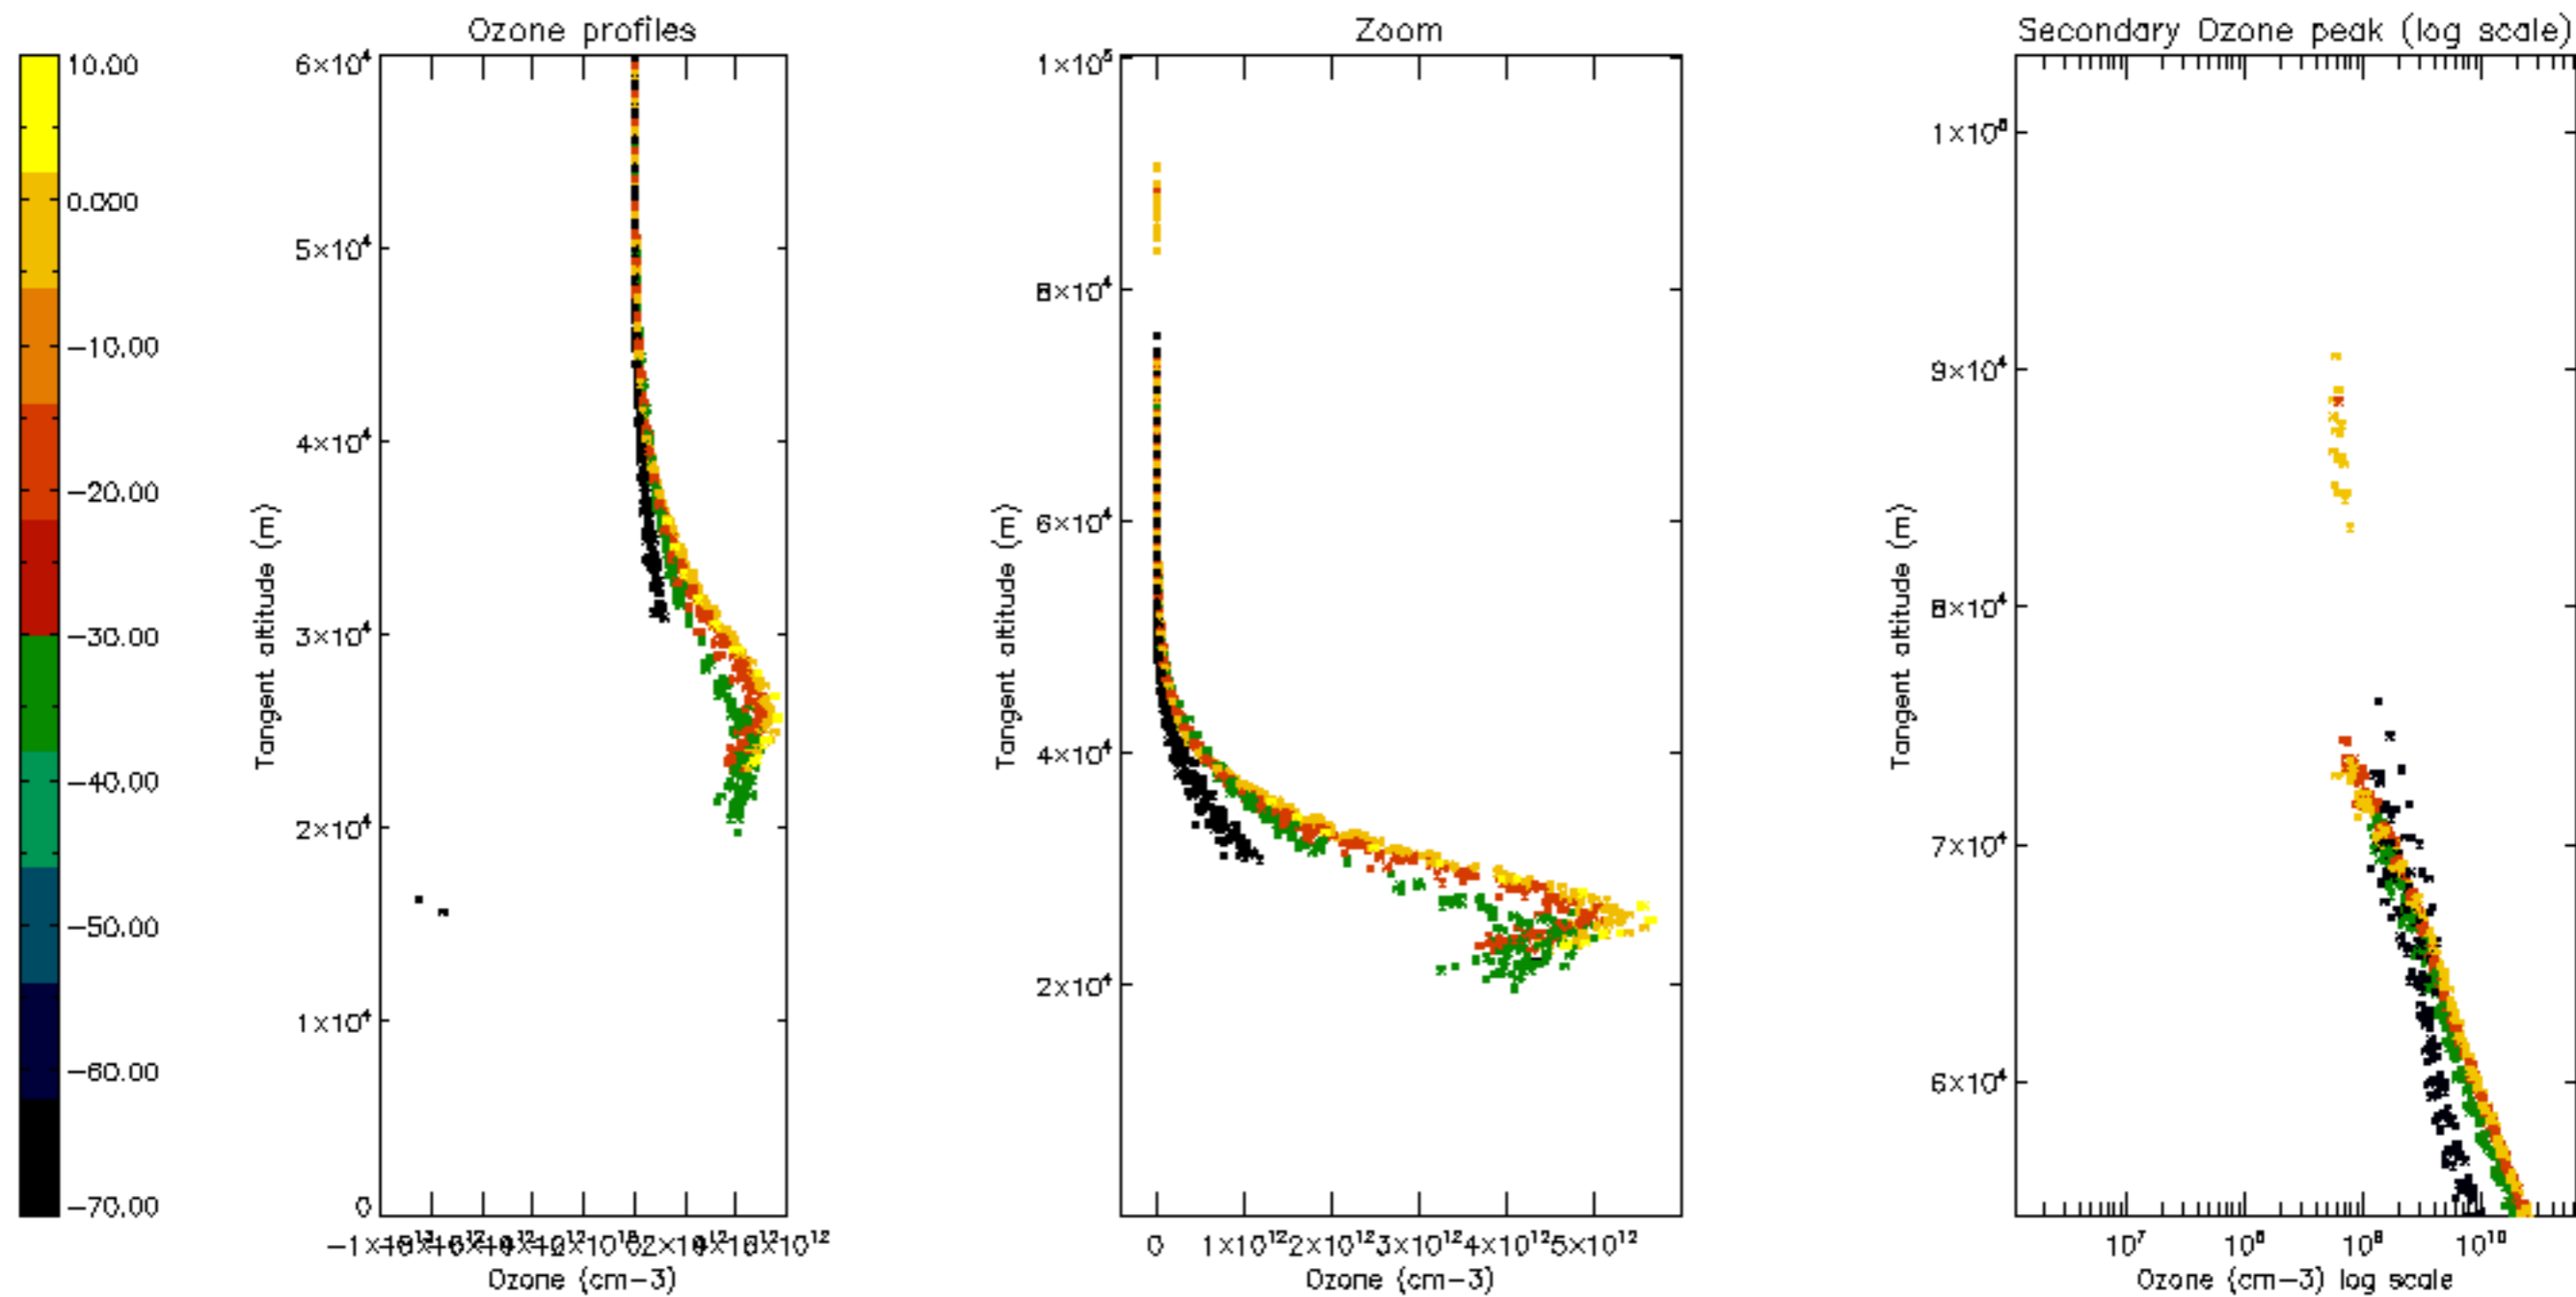 Ozone profiles
Zoom
Secondary Ozone peak (log scale)
10.00
0.000
−10.00
−20.00
−30.00
−40.00
−50.00
−60.00
−70.00
6×10⁴
5×10⁴
4×10⁴
3×10⁴
2×10⁴
1×10⁴
0
Tangent altitude (m)
Ozone (cm−3)
1×10⁵
8×10⁴
6×10⁴
4×10⁴
2×10⁴
Tangent altitude (m)
0 1×10¹² 2×10¹² 3×10¹² 4×10¹² 5×10¹²
Ozone (cm−3)
9×10⁴
8×10⁴
7×10⁴
6×10⁴
Tangent altitude (m)
10⁷ 10⁸ 10⁹ 10¹⁰
Ozone (cm−3) log scale